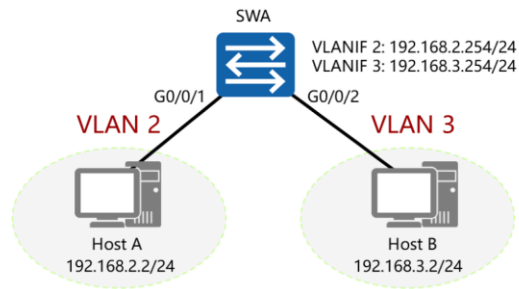 SWA
VLANIF 2: 192.168.2.254/24
VLANIF 3: 192.168.3.254/24
G0/0/1
G0/0/2
VLAN 2
VLAN 3
Host A
192.168.2.2/24
Host B
192.168.3.2/24